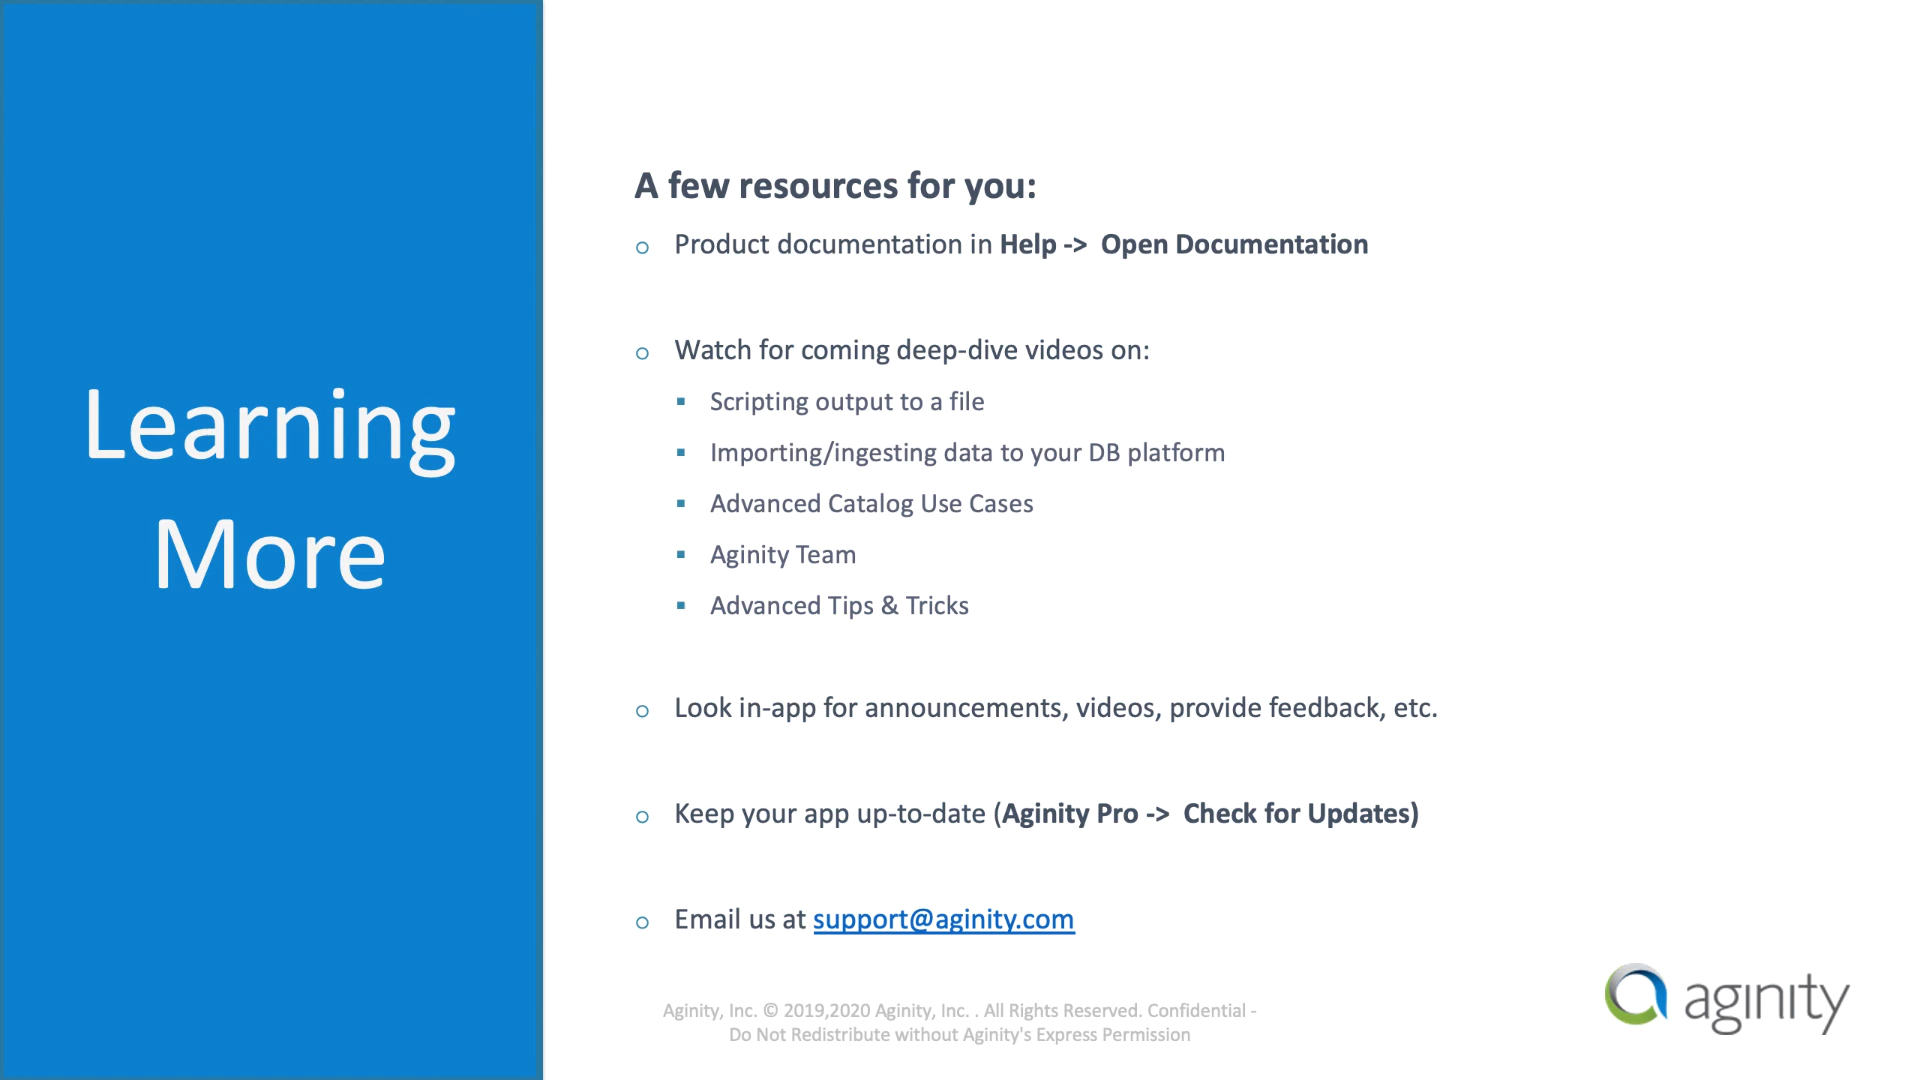 Learning
More
A few resources for you:
o Product documentation in Help -> Open Documentation
o Watch for coming deep-dive videos on:
▪ Scripting output to a file
▪ Importing/ingesting data to your DB platform
▪ Advanced Catalog Use Cases
▪ Aginity Team
▪ Advanced Tips & Tricks
o Look in-app for announcements, videos, provide feedback, etc.
o Keep your app up-to-date (Aginity Pro -> Check for Updates)
o Email us at support@aginity.com
Aginity, Inc. © 2019,2020 Aginity, Inc. . All Rights Reserved. Confidential -
Do Not Redistribute without Aginity's Express Permission
aginity